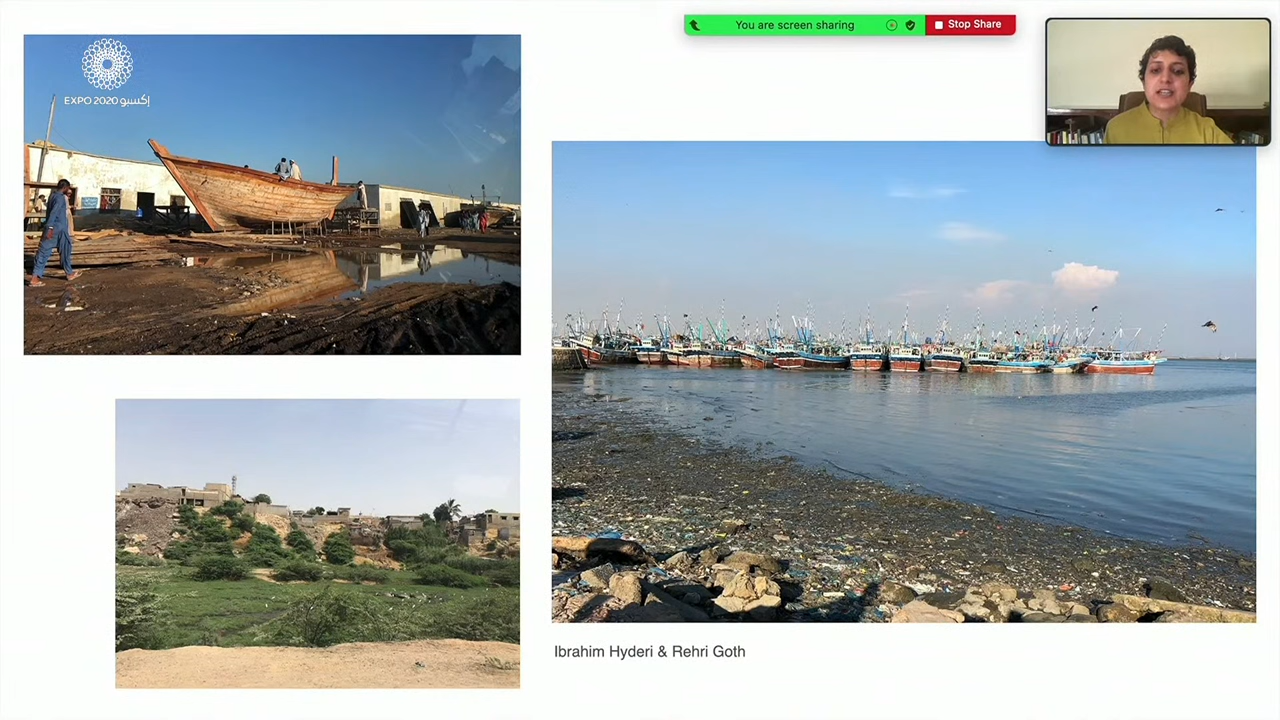 You are screen sharing
Stop Share
EXPO 2020 إكسبو
Ibrahim Hyderi & Rehri Goth